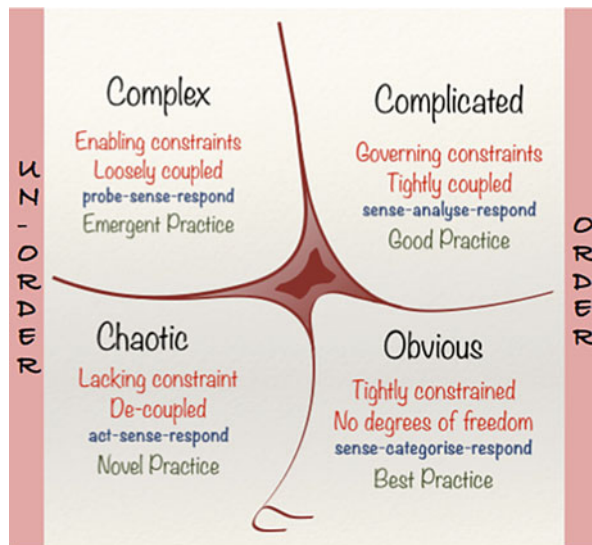 UN-ORDER
Complex
Enabling constraints
Loosely coupled
probe-sense-respond
Emergent Practice
Complicated
Governing constraints
Tightly coupled
sense-analyse-respond
Good Practice
Chaotic
Lacking constraint
De-coupled
act-sense-respond
Novel Practice
Obvious
Tightly constrained
No degrees of freedom
sense-categorise-respond
Best Practice
ORDER